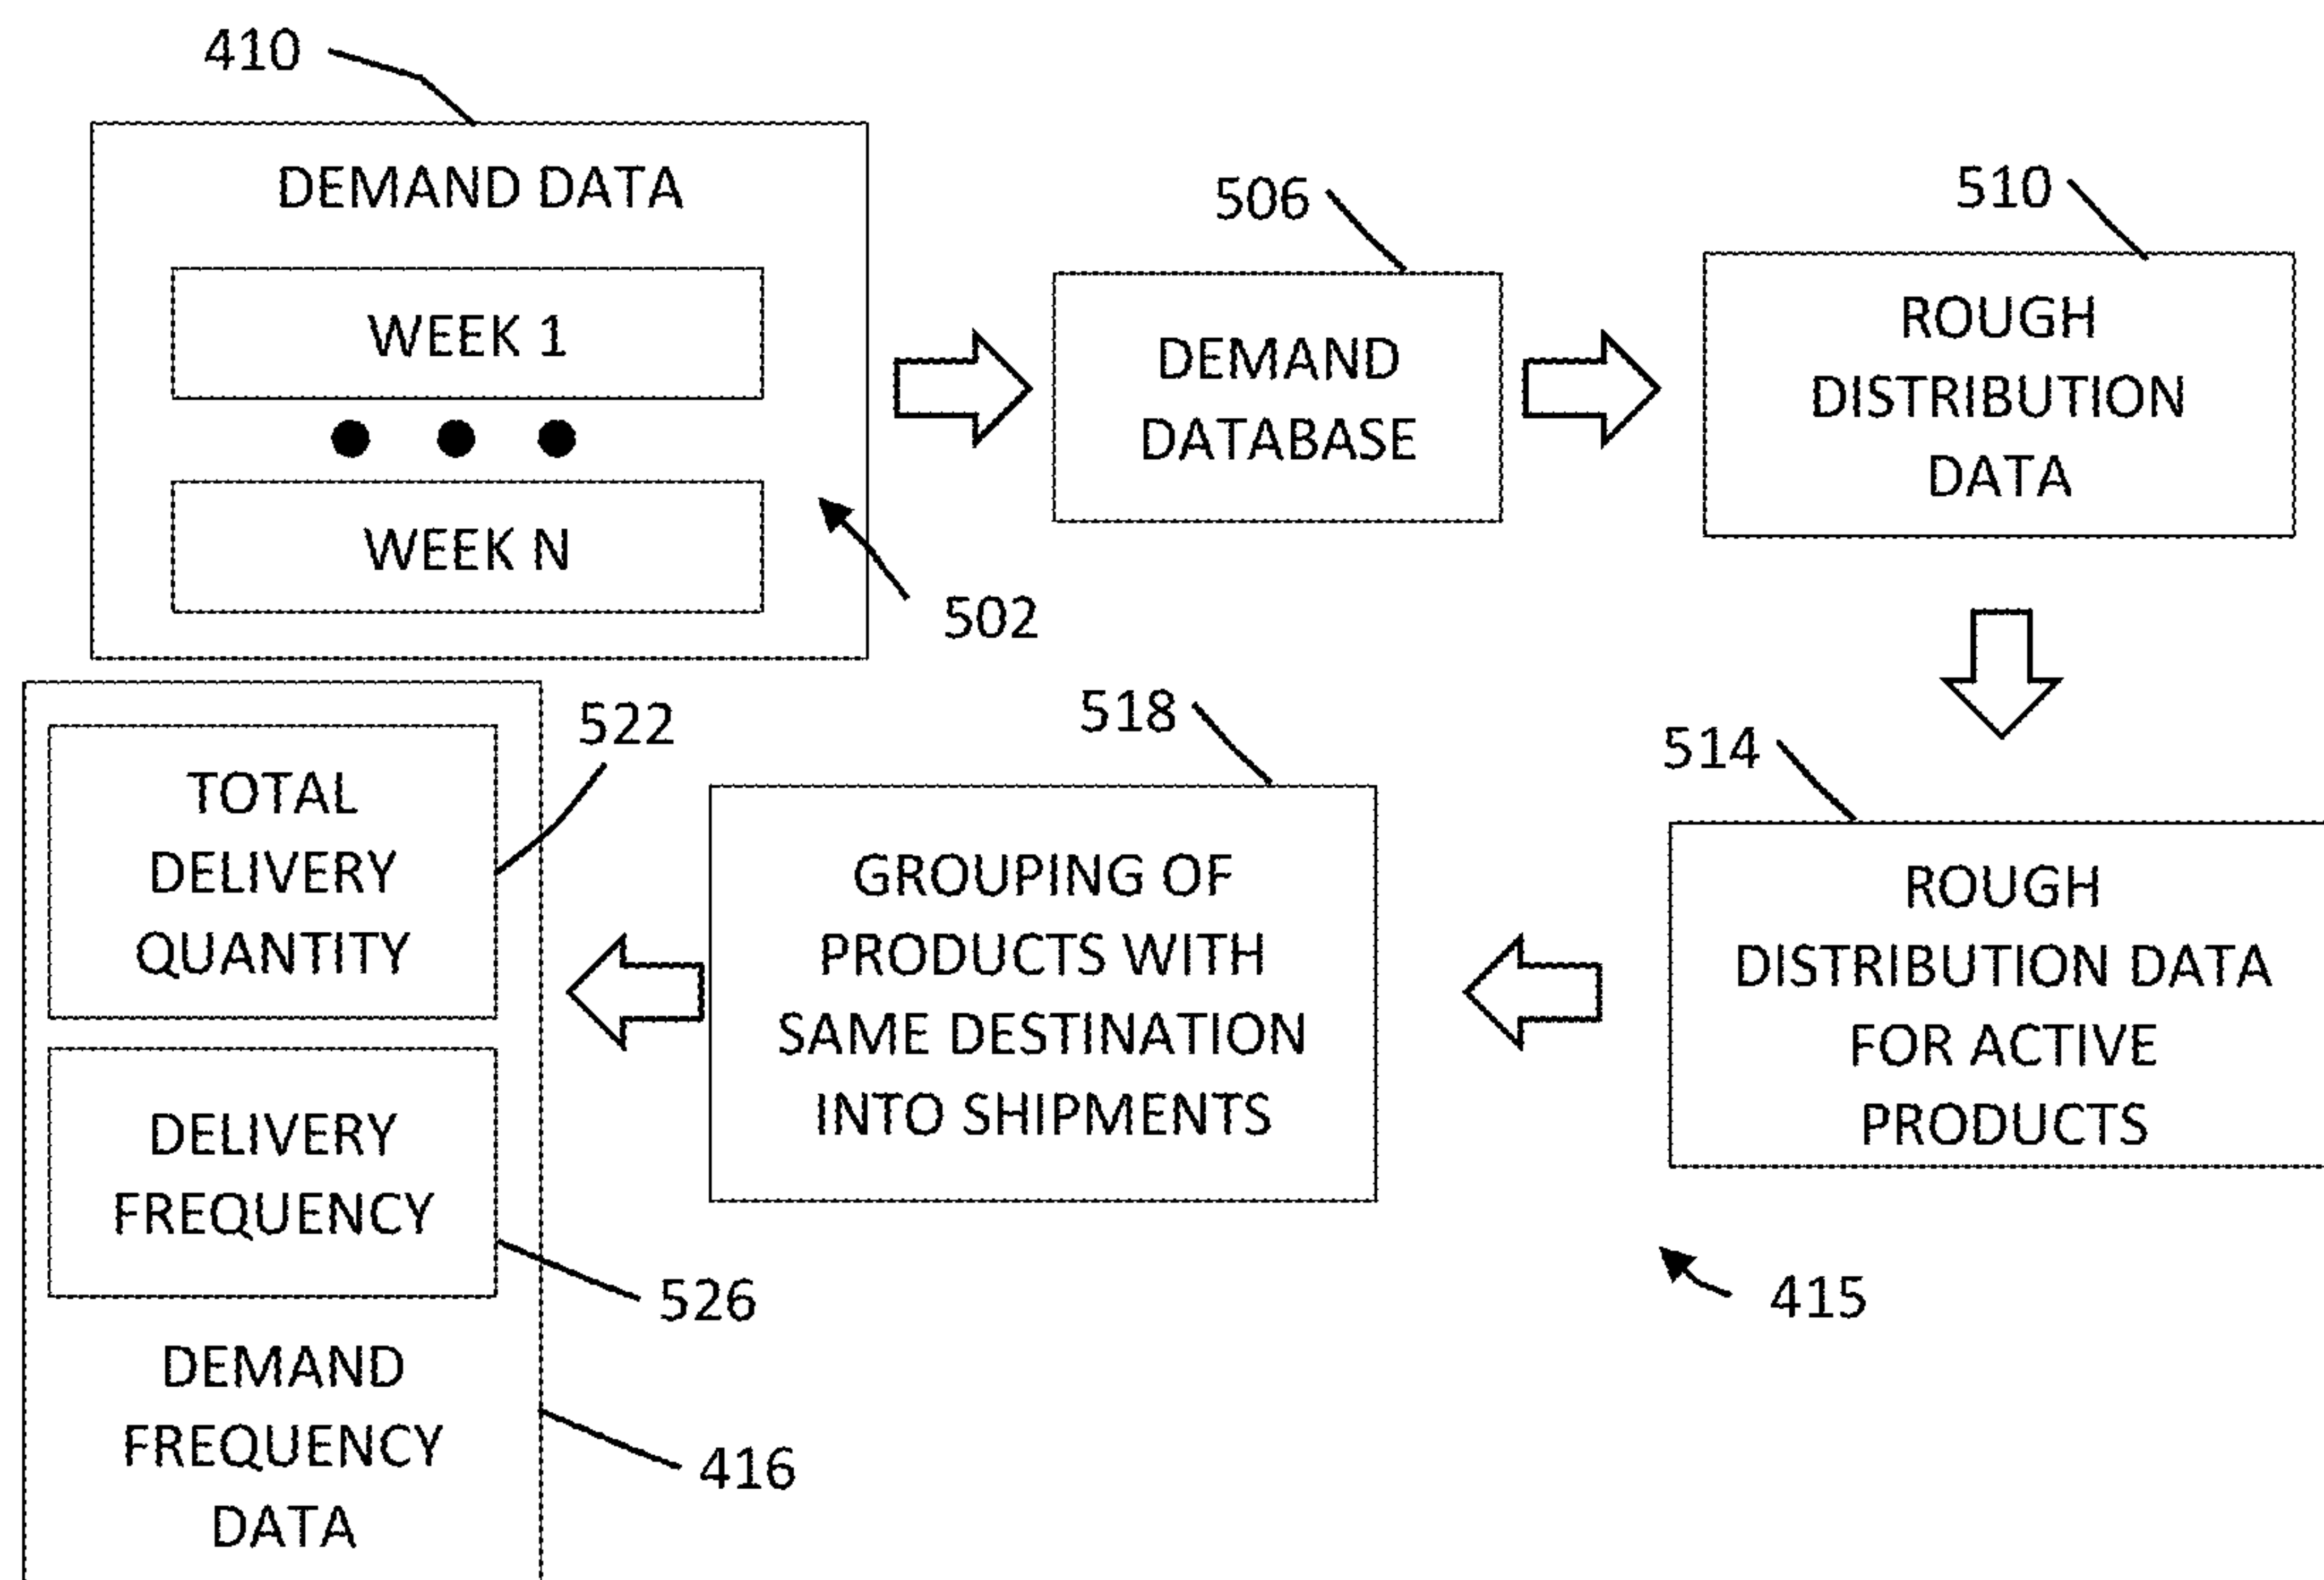 410
DEMAND DATA
WEEK 1
WEEK N
502
506
DEMAND
DATABASE
510
ROUGH
DISTRIBUTION
DATA
514
ROUGH
DISTRIBUTION DATA
FOR ACTIVE
PRODUCTS
415
518
GROUPING OF
PRODUCTS WITH
SAME DESTINATION
INTO SHIPMENTS
522
TOTAL
DELIVERY
QUANTITY
DELIVERY
FREQUENCY
526
DEMAND
FREQUENCY
DATA
416